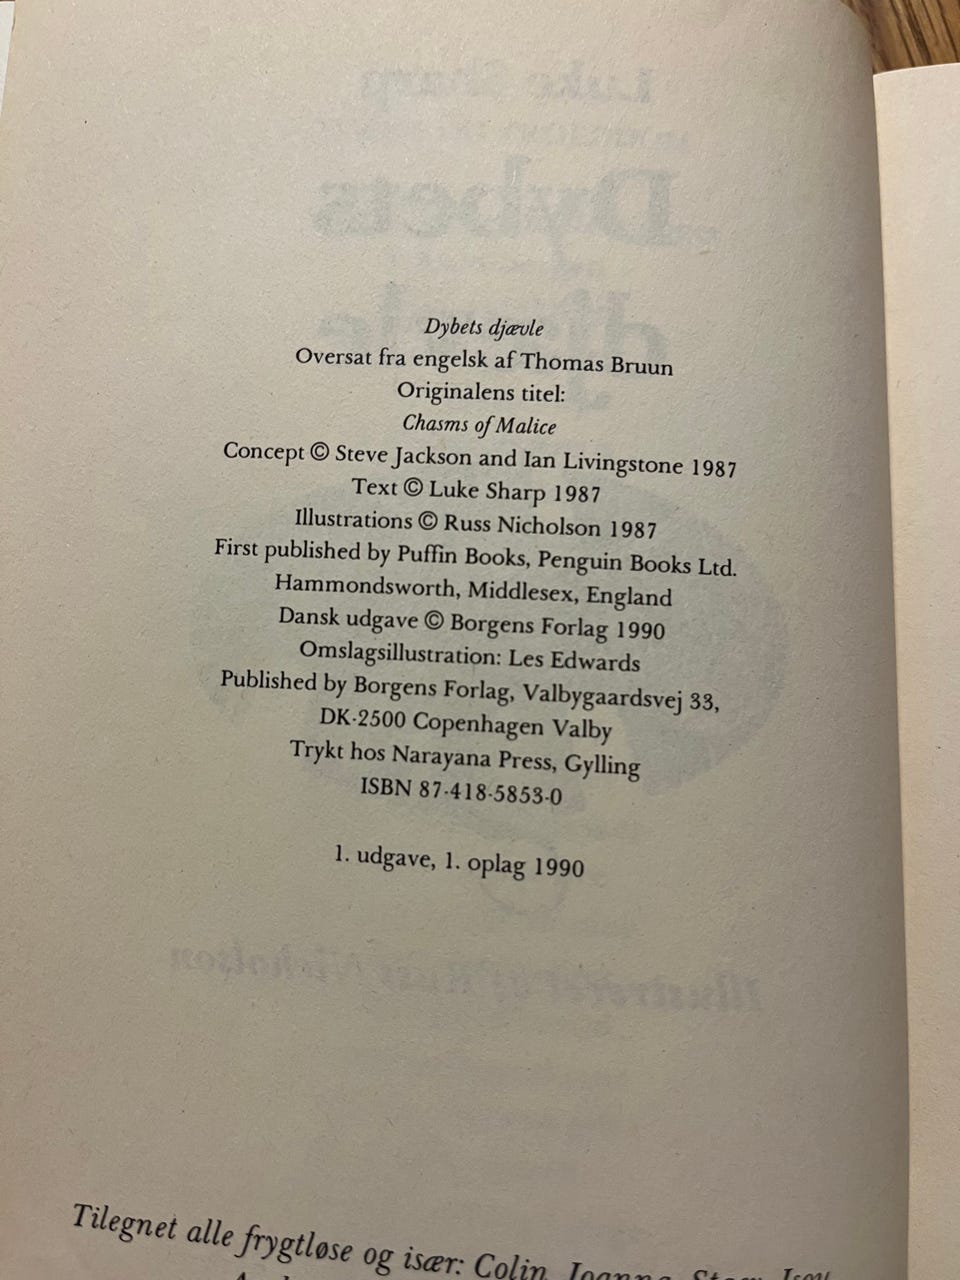 Dybets djævle
Oversat fra engelsk af Thomas Bruun
Originalens titel:
Chasms of Malice
Concept © Steve Jackson and Ian Livingstone 1987
Text © Luke Sharp 1987
Illustrations © Russ Nicholson 1987
First published by Puffin Books, Penguin Books Ltd.
Hammondsworth, Middlesex, England
Dansk udgave © Borgens Forlag 1990
Omslagsillustration: Les Edwards
Published by Borgens Forlag, Valbygaardsvej 33,
DK-2500 Copenhagen Valby
Trykt hos Narayana Press, Gylling
ISBN 87-418-5853-0
1. udgave, 1. oplag 1990
Tilegnet alle frygtløse og især: Colin, Joanna,